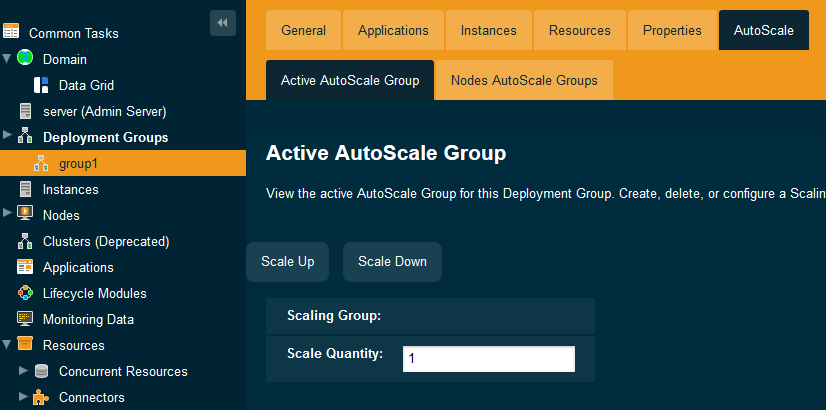 Common Tasks
Domain
Data Grid
server (Admin Server)
Deployment Groups
group1
Instances
Nodes
Clusters (Deprecated)
Applications
Lifecycle Modules
Monitoring Data
Resources
Concurrent Resources
Connectors
General Applications Instances Resources Properties AutoScale
Active AutoScale Group Nodes AutoScale Groups
Active AutoScale Group
View the active AutoScale Group for this Deployment Group. Create, delete, or configure a Scalin
Scale Up Scale Down
Scaling Group:
Scale Quantity: 1